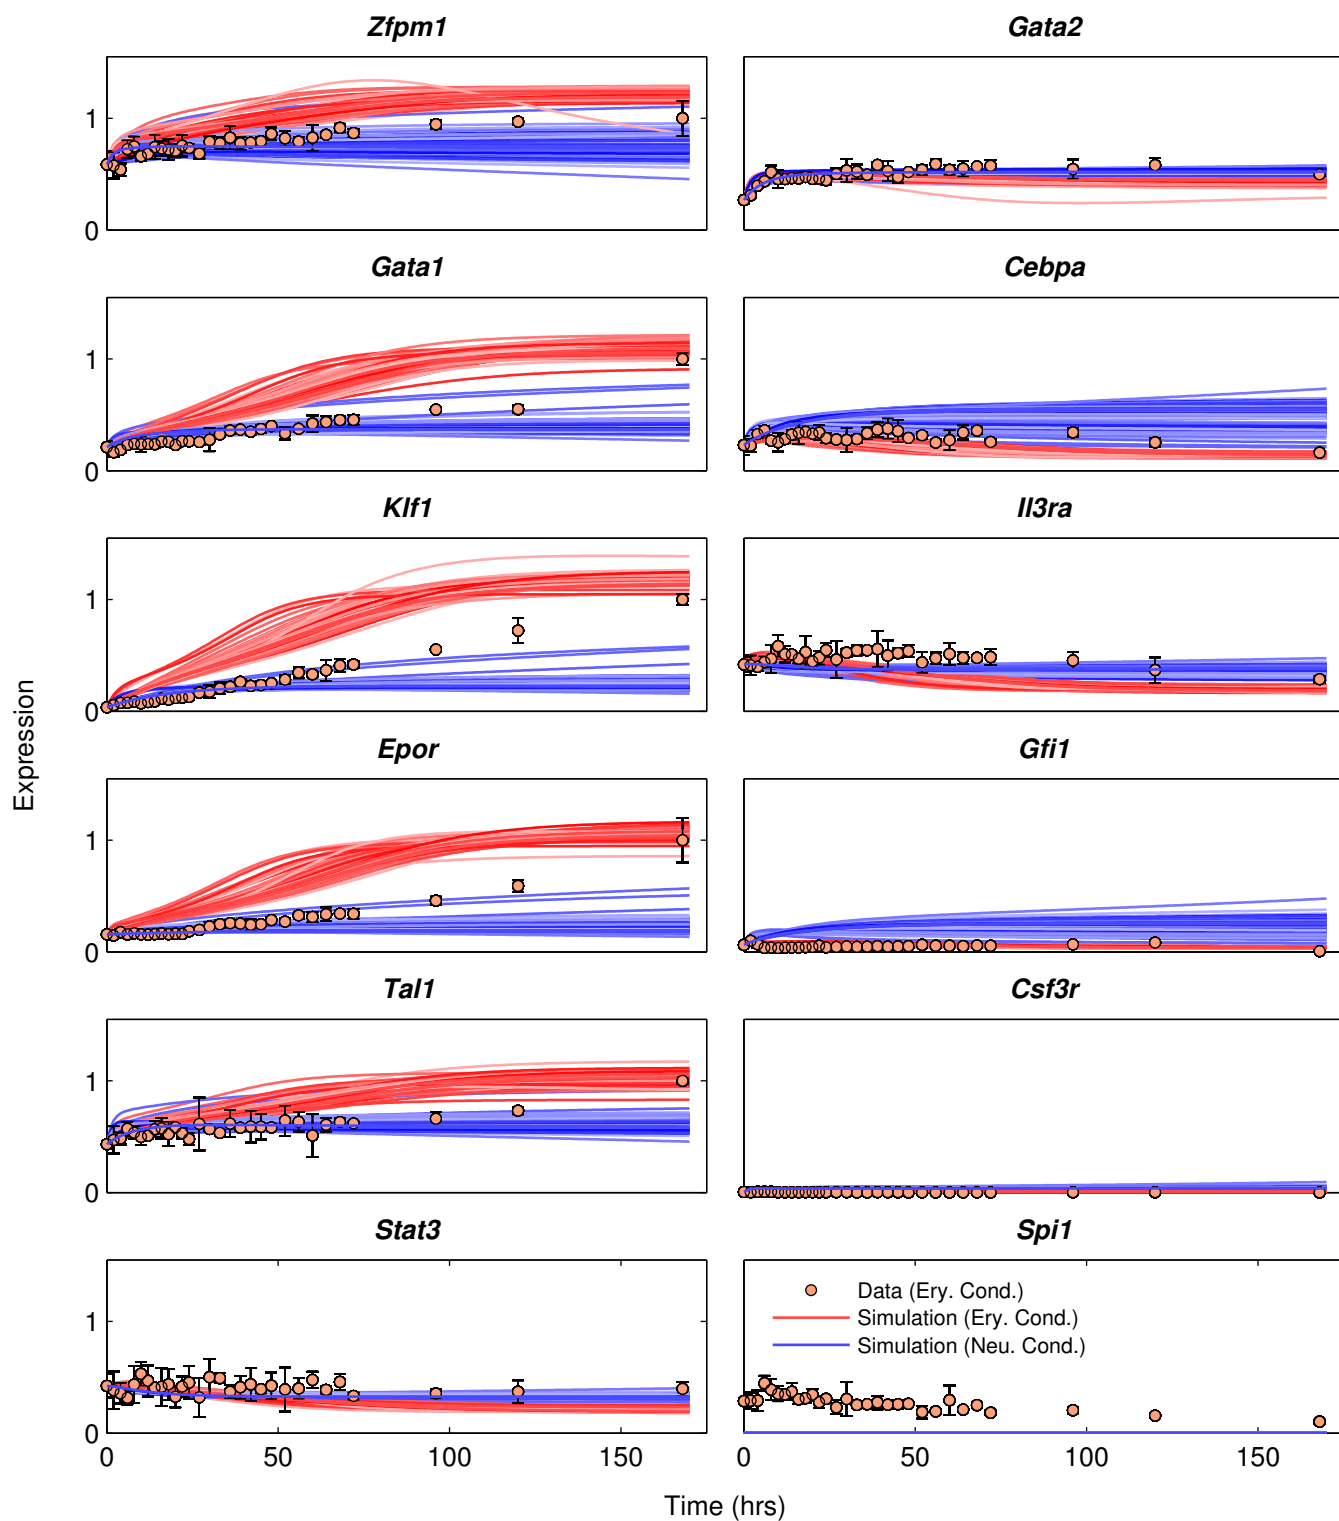 Zfpm1
Gata2
1
0
Gata1
Cebpa
1
0
Klf1
Il3ra
1
0
Epor
Gfi1
1
0
Tal1
Csf3r
1
0
Stat3
Spi1
1
0
0 50 100 150
0 50 100 150
Data (Ery. Cond.)
Simulation (Ery. Cond.)
Simulation (Neu. Cond.)
Expression
Time (hrs)